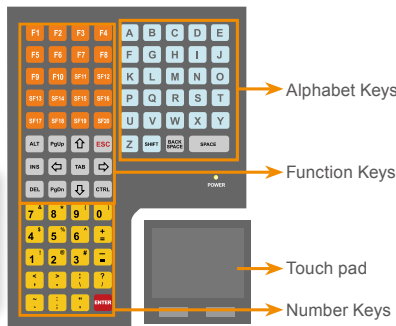 F1 F2 F3 F4 A B C D E
F5 F6 F7 F8 F G H I J
F9 F10 SF11 SF12 K L M N O
SF13 SF14 SF15 SF16 P Q R S T
SF17 SF18 SF19 SF20 U V W X Y
ALT PgUp ESC Z SHIFT BACK SPACE SPACE
INS TAB
DEL PgDn CTRL
POWER
7 & 8 * 9 ( 0 )
4 $ 5 % 6 ^ + =
1 ! 2 @ 3 #
ENTER
Alphabet Keys
Function Keys
Touch pad
Number Keys